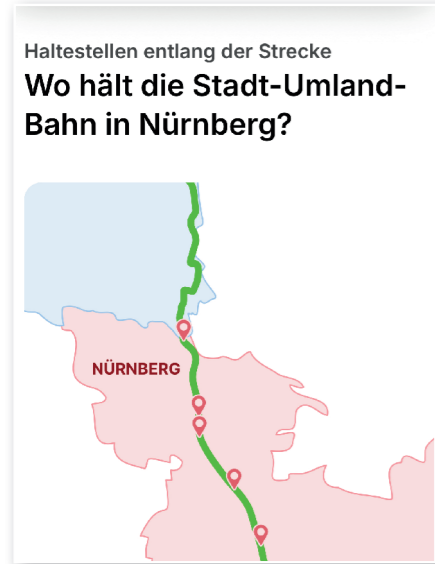 Haltestellen entlang der Strecke
Wo hält die Stadt-Umland-
Bahn in Nürnberg?
NÜRNBERG